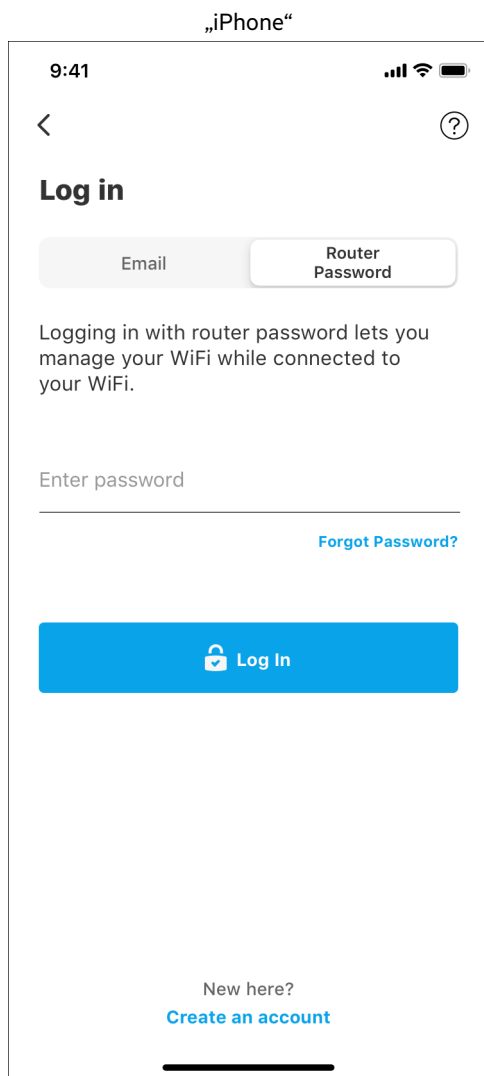 „iPhone“
9:41
Log in
Email
Router
Password
Logging in with router password lets you
manage your WiFi while connected to
your WiFi.
Enter password
Forgot Password?
Log In
New here?
Create an account